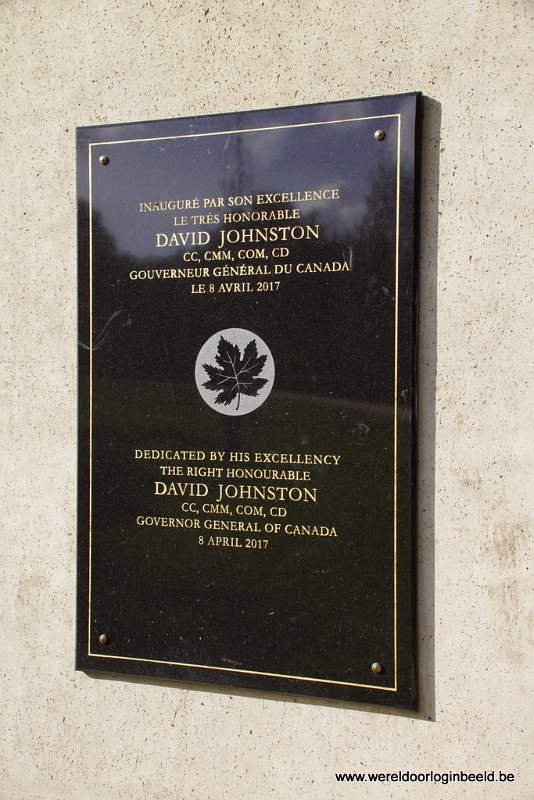 INAUGURÉ PAR SON EXCELLENCE
LE TRÈS HONORABLE
DAVID JOHNSTON
CC, CMM, COM, CD
GOUVERNEUR GÉNÉRAL DU CANADA
LE 8 AVRIL 2017
DEDICATED BY HIS EXCELLENCY
THE RIGHT HONOURABLE
DAVID JOHNSTON
CC, CMM, COM, CD
GOVERNOR GENERAL OF CANADA
8 APRIL 2017
www.wereldoorloginbeeld.be